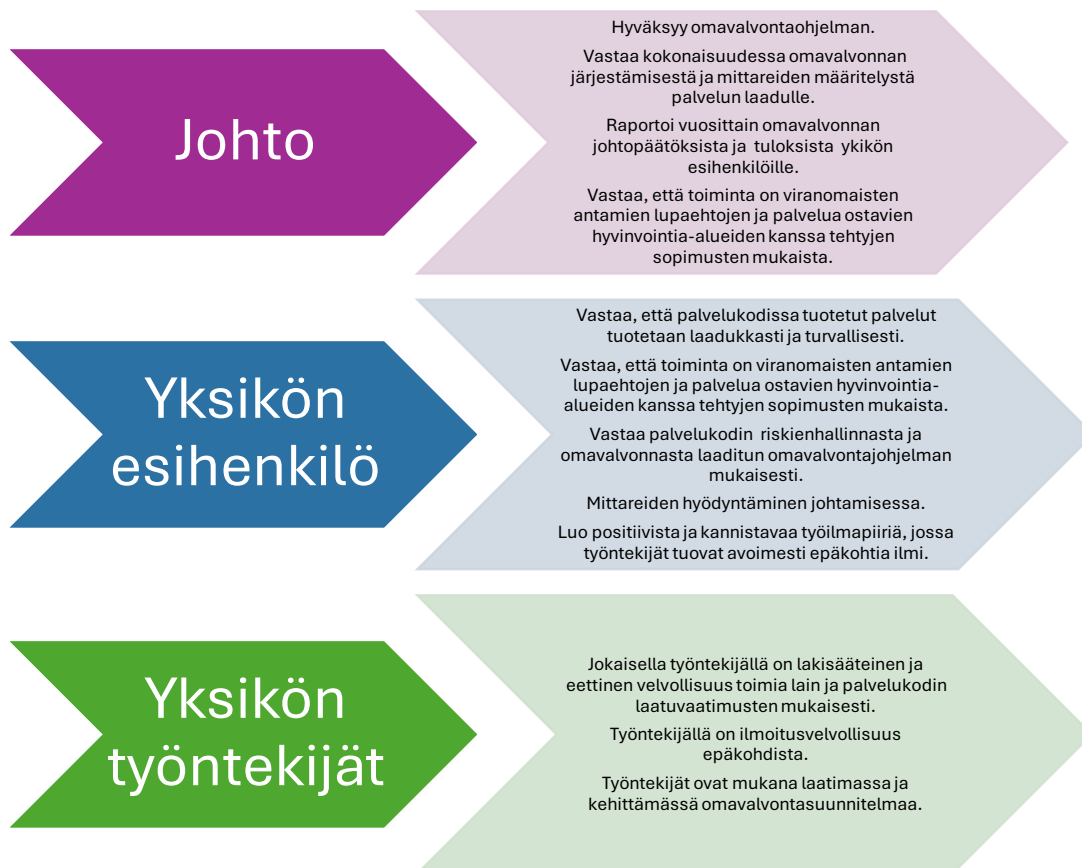 Johto
Hyväksyy omavalvontaohjelman.
Vastaa kokonaisuudessa omavalvonnan
järjestämisestä ja mittareiden määritelystä
palvelun laadulle.
Raportoi vuosittain omavalvonnan
johtopäätöksista ja tuloksista ykikön
esihenkilöille.
Vastaa, että toiminta on viranomaisten
antamien lupaehtojen ja palvelua ostavien
hyvinvointia-alueiden kanssa tehtyjen
sopimusten mukaista.
Yksikön
esihenkilö
Vastaa, että palvelukodissa tuotetut palvelut
tuotetaan laadukkasti ja turvallisesti.
Vastaa, että toiminta on viranomaisten antamien
lupaehtojen ja palvelua ostavien hyvinvointia-
alueiden kanssa tehtyjen sopimusten mukaista.
Vastaa palvelukodin riskienhallinnasta ja
omavalvonnasta laaditun omavalvontajohjelman
mukaisesti.
Mittareiden hyödyntäminen johtamisessa.
Luo positiivista ja kannistavaa työilmapiiriä, jossa
työntekijät tuovat avoimesti epäkohtia ilmi.
Yksikön
työntekijät
Jokaisella työntekijällä on lakisääteinen ja
eettinen velvollisuus toimia lain ja palvelukodin
laatuvaatimusten mukaisesti.
Työntekijällä on ilmoitusvelvollisuus
epäkohdista.
Työntekijät ovat mukana laatimassa ja
kehittämässä omavalvontasuunnitelmaa.